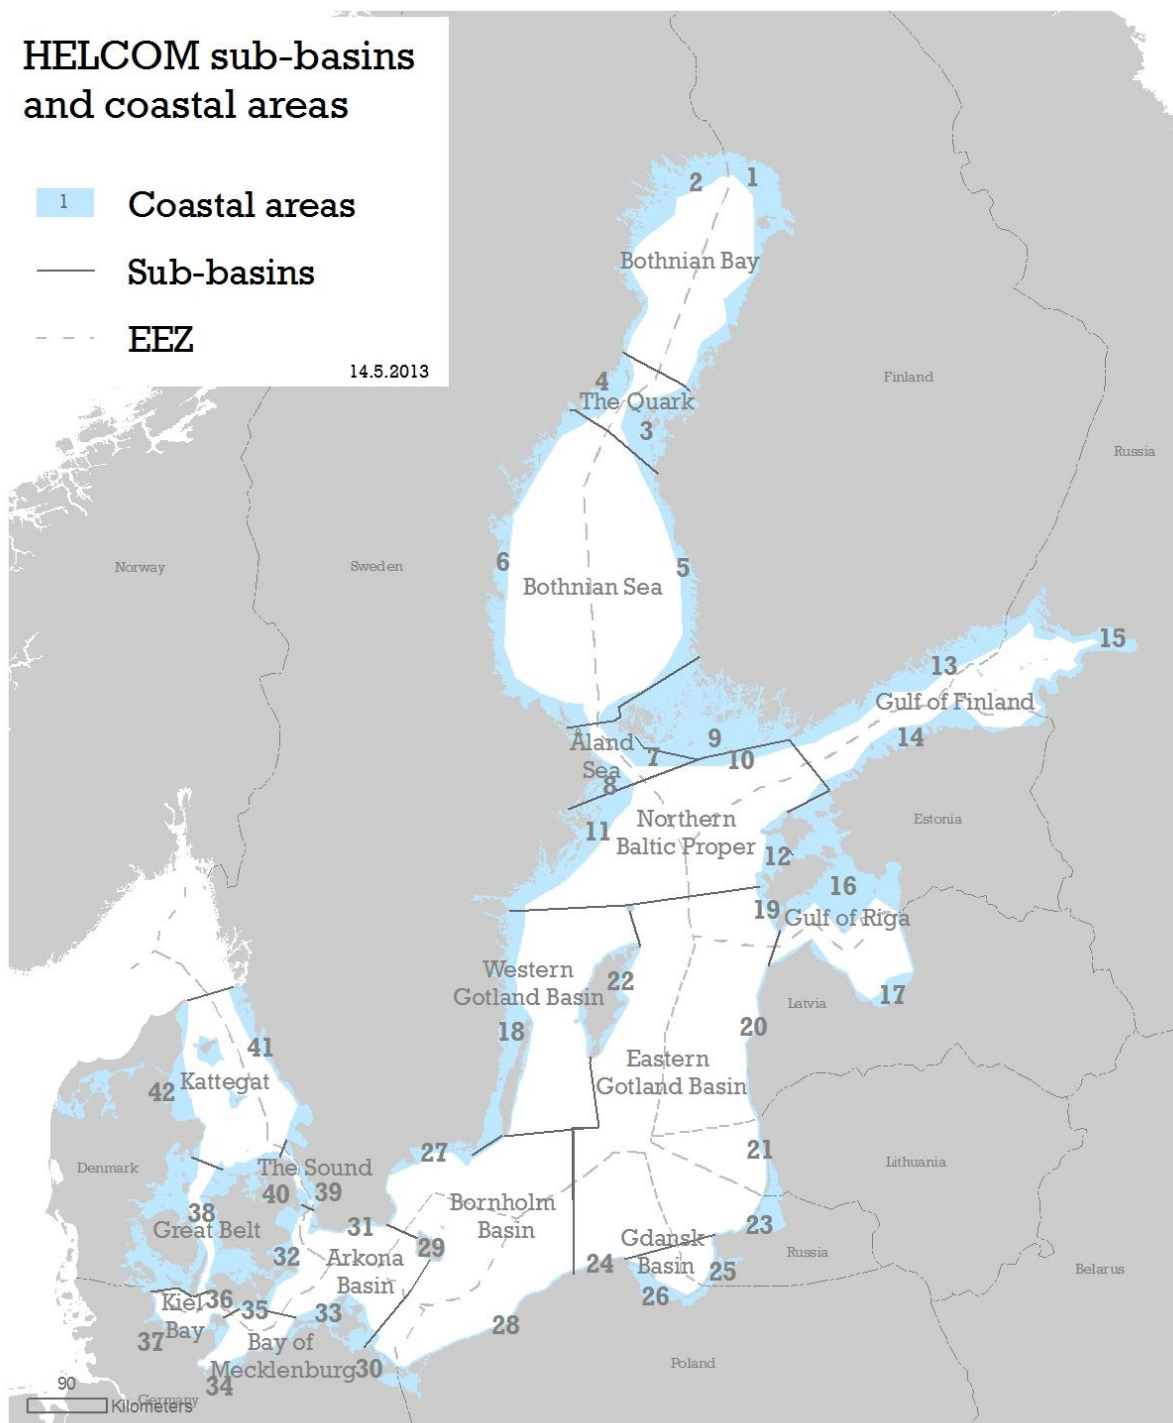 HELCOM sub-basins
and coastal areas
1
Coastal areas
Sub-basins
EEZ
14.5.2013
2
1
Bothnian Bay
4
The Quark
3
Finland
Russia
Norway
Sweden
6
5
Bothnian Sea
15
13
Gulf of Finland
14
9
Åland
Sea
7
10
8
11
Northern
Baltic Proper
12
Estonia
16
19
Gulf of Riga
17
Latvia
Western
Gotland Basin
22
18
20
Eastern
Gotland Basin
41
Kattegat
42
27
21
Lithuania
Denmark
The Sound
40
39
38
Great Belt
31
32
Arkona
Basin
29
Bornholm
Basin
23
Gdansk
Basin
24
25
26
Russia
Belarus
36
Kiel
Bay
35
33
37
28
Bay of
Mecklenburg
30
34
Poland
Germany
90
Kilometers